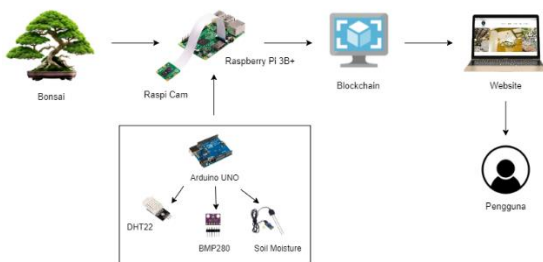 Bonsai
Raspi Cam
Raspberry PI 3B+
Blockchain
Website
Arduino UNO
DHT22
BMP280
Soil Moisture
Pengguna